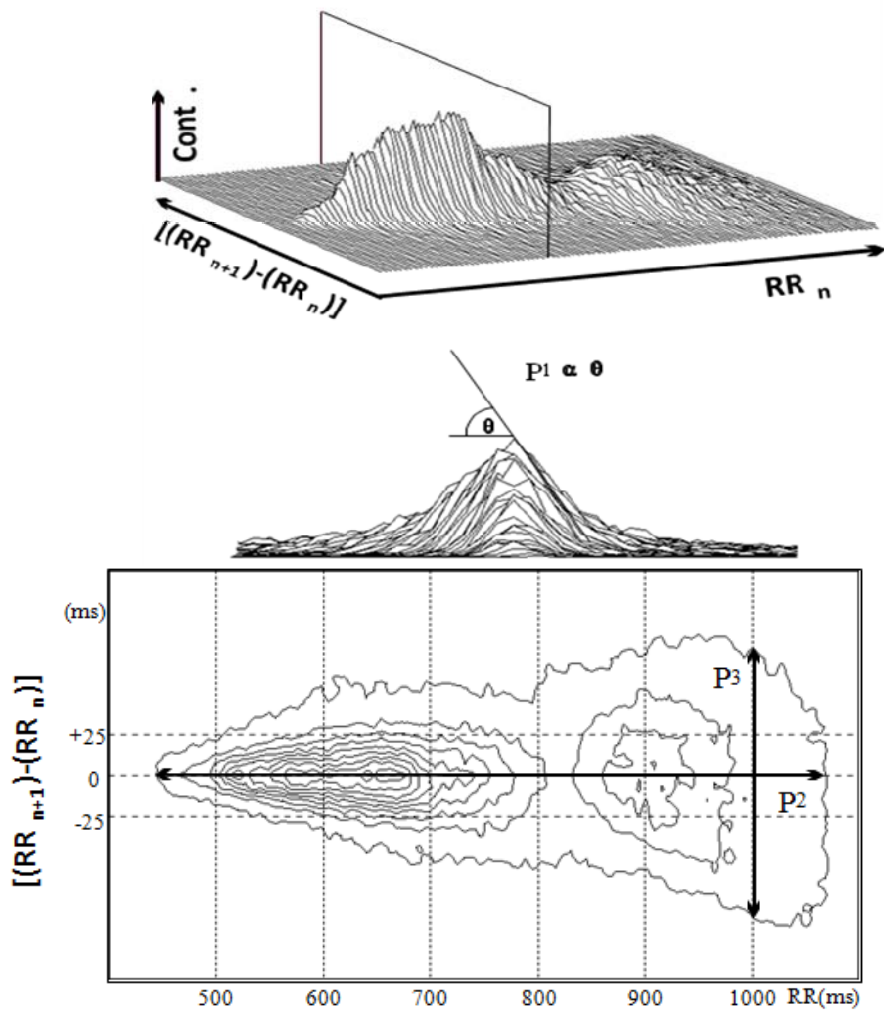 Cont .
[(RR n+1)-(RR n)]
RR n
P1 α θ
θ
(ms)
[(RR n+1)-(RR n)]
+25
0
-25
P3
P2
500 600 700 800 900 1000 RR(ms)